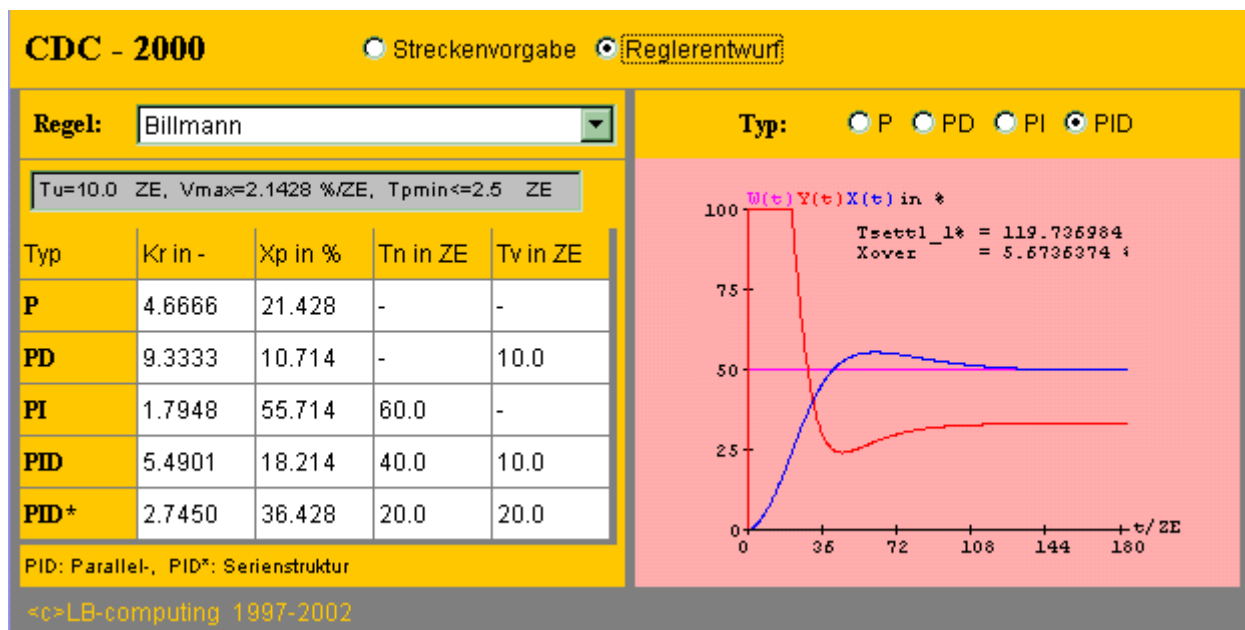 CDC - 2000 Streckenvorgabe Reglerentwurf
Regel: Billmann
Tu=10.0 ZE, Vmax=2.1428 %/ZE, Tpmin<=2.5 ZE
Typ Kr in - Xp in % Tn in ZE Tv in ZE
P 4.6666 21.428 - -
PD 9.3333 10.714 - 10.0
PI 1.7948 55.714 60.0 -
PID 5.4901 18.214 40.0 10.0
PID* 2.7450 36.428 20.0 20.0
PID: Parallel-, PID*: Serienstruktur
Typ: P PD PI PID
W(t) Y(t) X(t) in %
100
Tsettl_1% = 119.736984
Xover = 5.6736374
75
50
25
0
t/ZE
0 36 72 108 144 180
<c>LB-computing 1997-2002